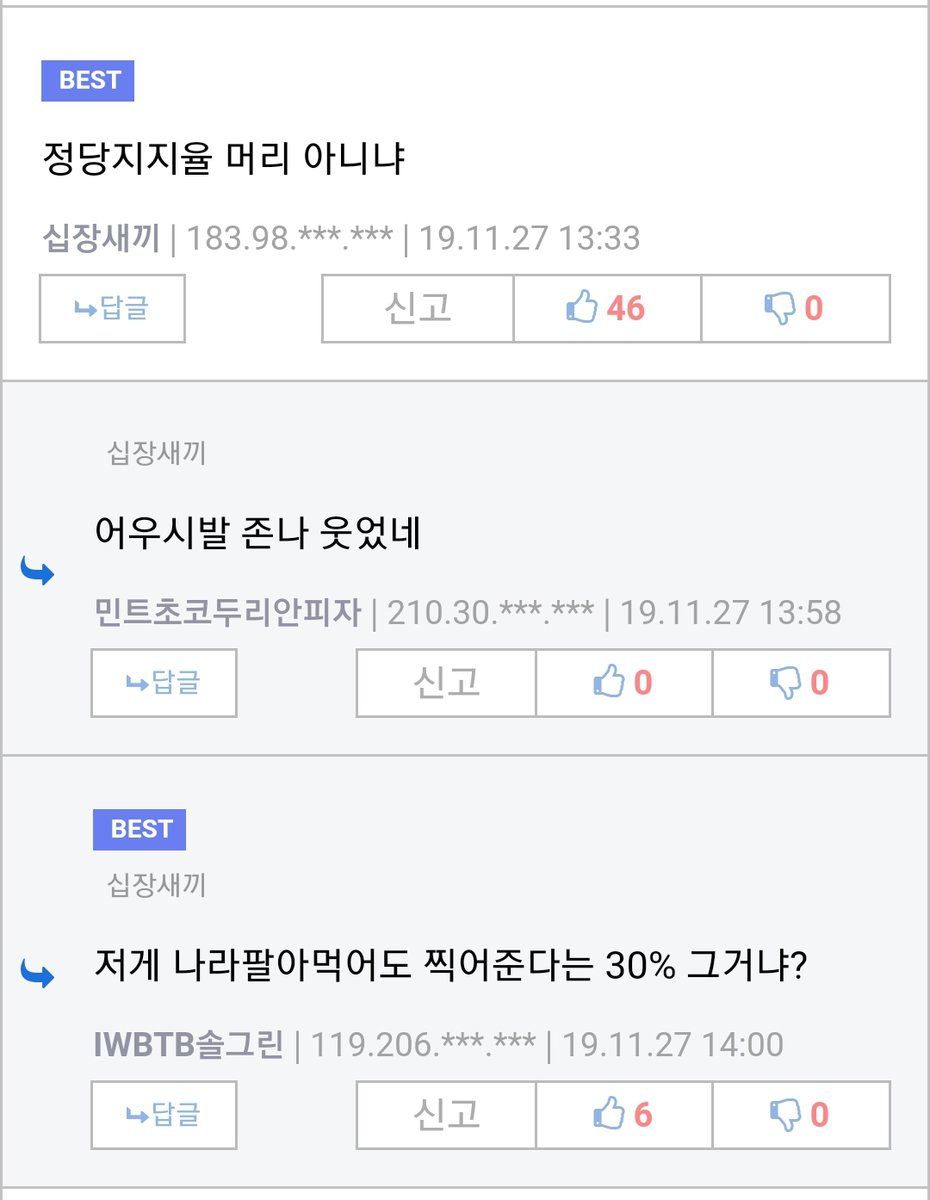 BEST
정당지지율 머리 아니냐
십장새끼 | 183.98.***.*** | 19.11.27 13:33
답글 신고 46 0
십장새끼
어우시발 존나 웃었네
민트초코두리안피자 | 210.30.***.*** | 19.11.27 13:58
답글 신고 0 0
BEST
십장새끼
저게 나라팔아먹어도 찍어준다는 30% 그거냐?
IWBTB솔그린 | 119.206.***.*** | 19.11.27 14:00
답글 신고 6 0